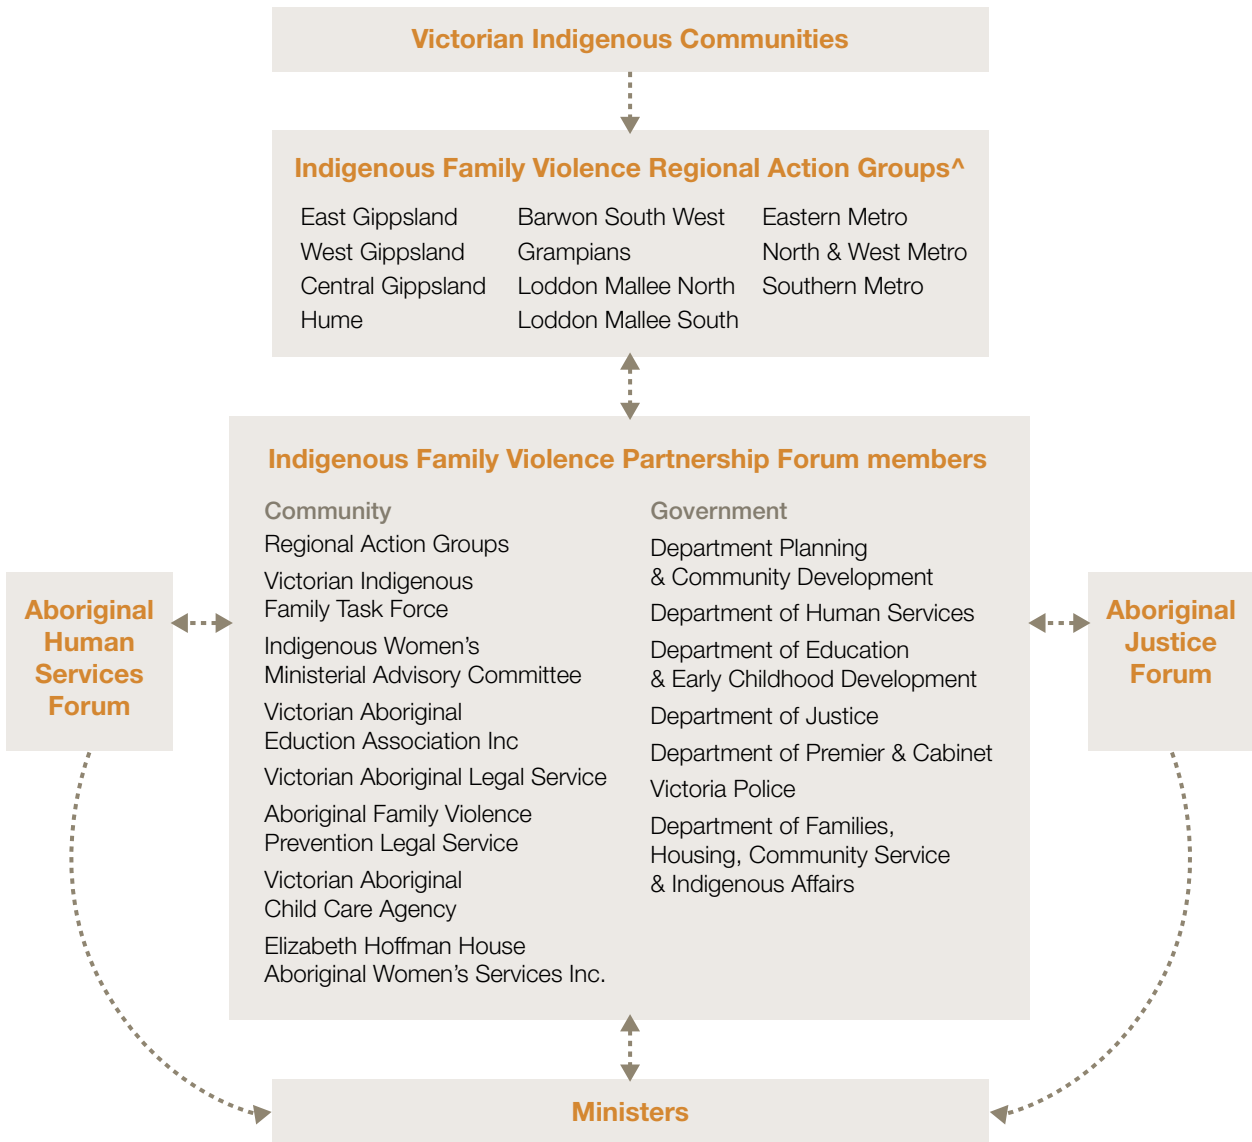 Victorian Indigenous Communities
Indigenous Family Violence Regional Action Groups^
East Gippsland
West Gippsland
Central Gippsland
Hume
Barwon South West
Grampians
Loddon Mallee North
Loddon Mallee South
Eastern Metro
North & West Metro
Southern Metro
Indigenous Family Violence Partnership Forum members
Community
Regional Action Groups
Victorian Indigenous
Family Task Force
Indigenous Women’s
Ministerial Advisory Committee
Victorian Aboriginal
Eduction Association Inc
Victorian Aboriginal Legal Service
Aboriginal Family Violence
Prevention Legal Service
Victorian Aboriginal
Child Care Agency
Elizabeth Hoffman House
Aboriginal Women’s Services Inc.
Government
Department Planning
& Community Development
Department of Human Services
Department of Education
& Early Childhood Development
Department of Justice
Department of Premier & Cabinet
Victoria Police
Department of Families,
Housing, Community Service
& Indigenous Affairs
Aboriginal
Human
Services
Forum
Aboriginal
Justice
Forum
Ministers